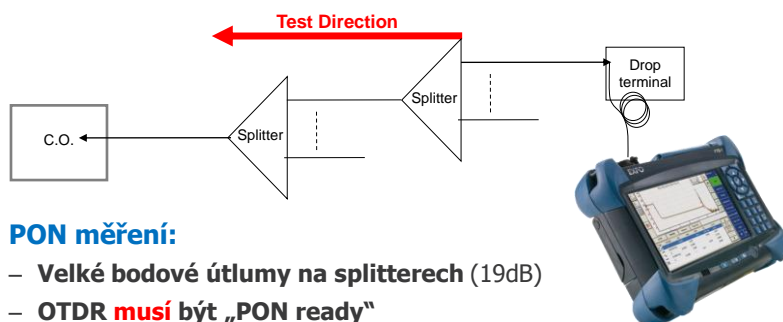 Test Direction
Drop
terminal
Splitter
Splitter
C.O.
EXFO
PON měření:
– Velké bodové útlumy na splitterech (19dB)
– OTDR musí být „PON ready“